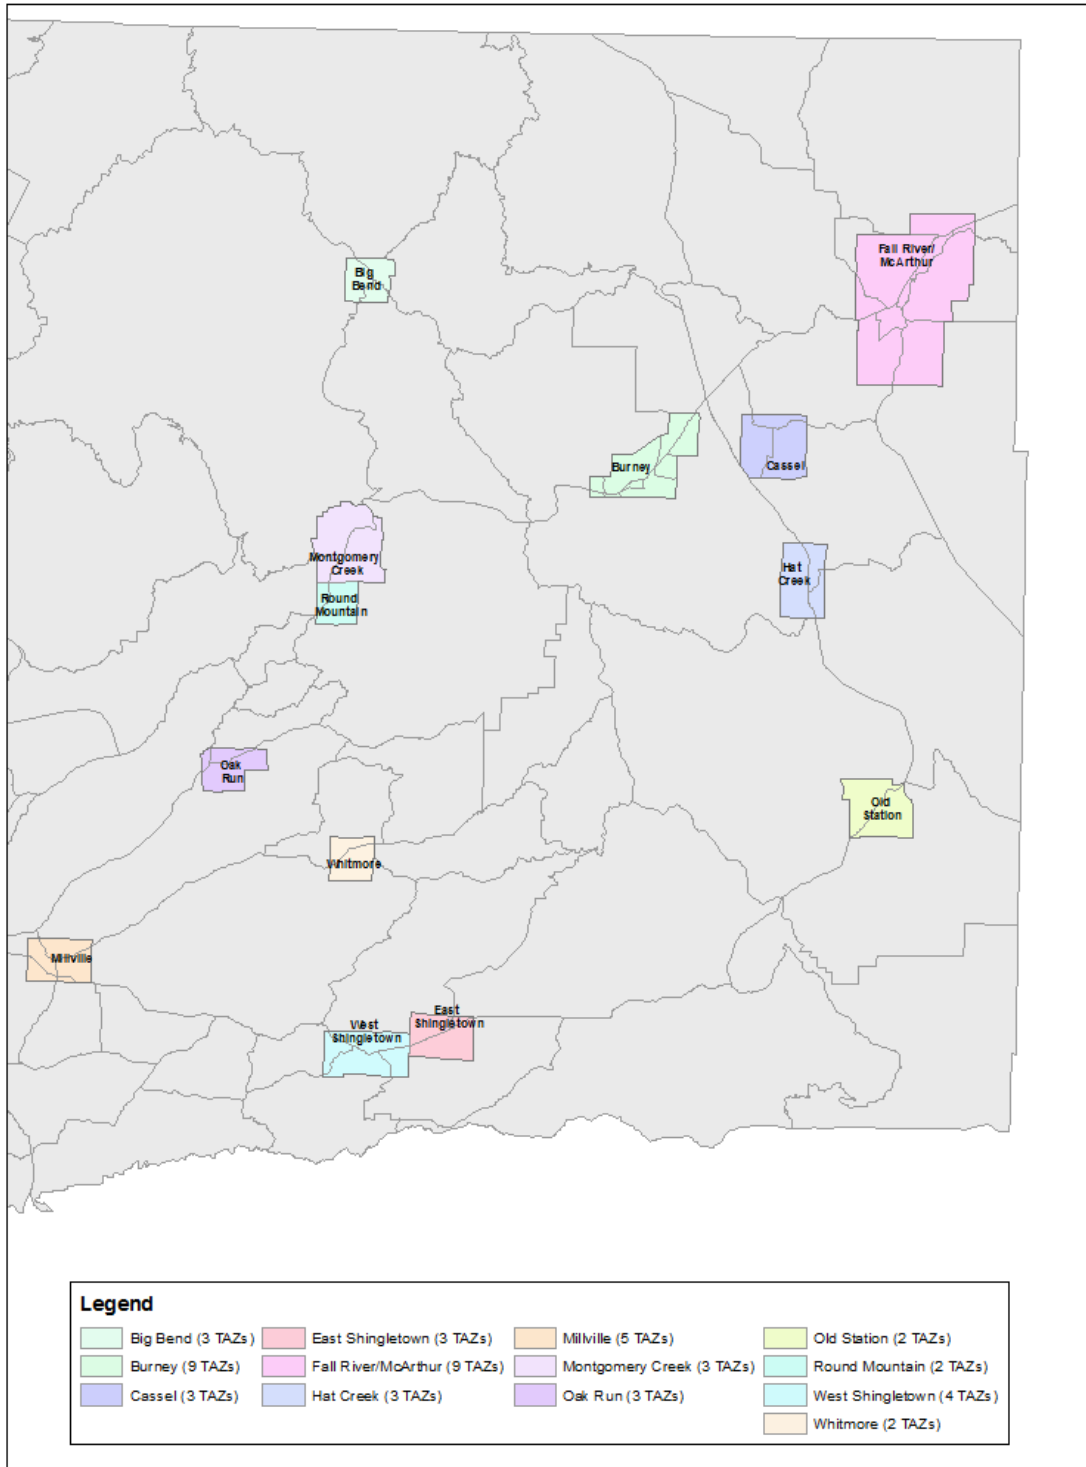 Fall River/
McArthur
Big
Bend
Burney
Cassel
Montgomery
Creek
Hat
Creek
Round
Mountain
Oak
Run
Old
Station
Whitmore
Millville
East
Shingletown
West
Shingletown
Legend
Big Bend (3 TAZs)
Burney (9 TAZs)
Cassel (3 TAZs)
East Shingletown (3 TAZs)
Fall River/McArthur (9 TAZs)
Hat Creek (3 TAZs)
Millville (5 TAZs)
Montgomery Creek (3 TAZs)
Oak Run (3 TAZs)
Old Station (2 TAZs)
Round Mountain (2 TAZs)
West Shingletown (4 TAZs)
Whitmore (2 TAZs)